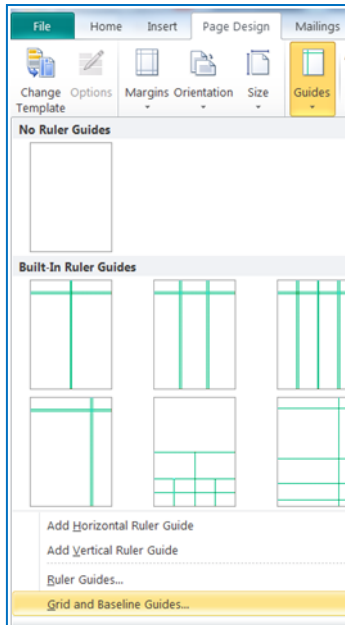 File Home Insert Page Design Mailings
Change Template Options Margins Orientation Size Guides
No Ruler Guides
Built-In Ruler Guides
Add Horizontal Ruler Guide
Add Vertical Ruler Guide
Ruler Guides...
Grid and Baseline Guides...